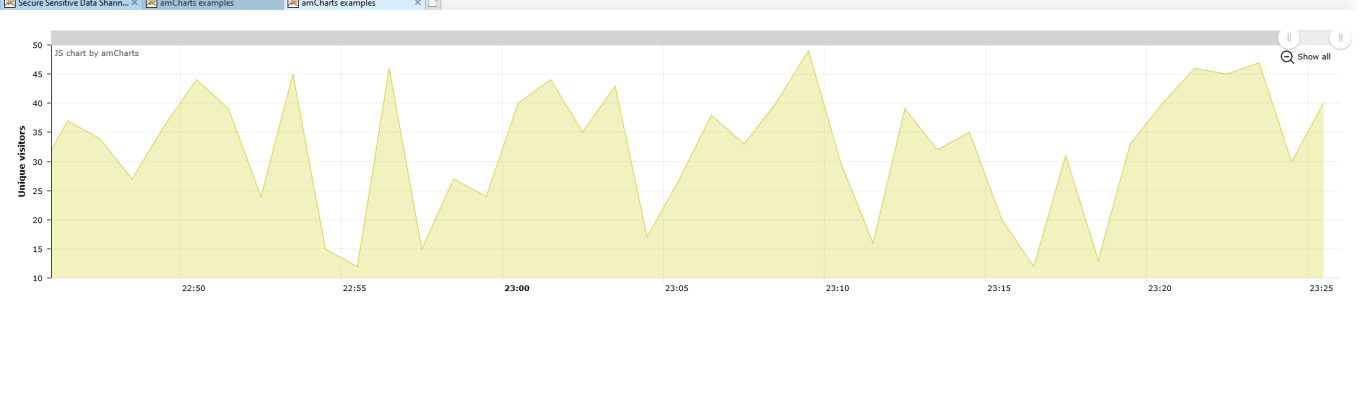 Secure Sensitive Data Sharin... × amCharts examples amCharts examples ×
JS chart by amCharts
Show all
Unique visitors
50
45
40
35
30
25
20
15
10
22:50 22:55 23:00 23:05 23:10 23:15 23:20 23:25